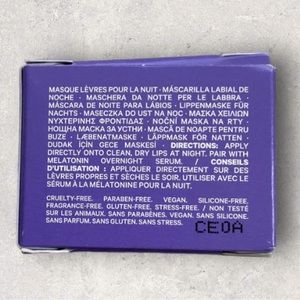 MASQUE LÈVRES POUR LA NUIT · MÁSCARILLA LABIAL DE
NOCHE · MASCHERA DA NOTTE PER LE LABBRA ·
MÁSCARA DE NOITE PARA LÁBIOS · LIPPENMASKE FÜR
NACHTS · MASECZKA DO UST NA NOC · ΜΑΣΚΑ ΧΕΙΛΙΩΝ
ΝΥΧΤΕΡΙΝΗΣ ΦΡΟΝΤΙΔΑΣ · NOČNÍ MASKA NA RTY ·
НОЩНА МАСКА ЗА УСТНИ · MASCĂ DE NOAPTE PENTRU
BUZE · LÆBENATMASKE · LÄPPMASK FÖR NATTEN ·
DUDAK İÇİN GECE MASKESİ · DIRECTIONS: APPLY
DIRECTLY ONTO CLEAN, DRY LIPS AT NIGHT. PAIR WITH
MELATONIN OVERNIGHT SERUM. CONSEILS
D'UTILISATION : APPLIQUER DIRECTEMENT SUR DES
LÈVRES PROPRES ET SÈCHES LE SOIR. UTILISER AVEC LE
SÉRUM À LA MÉLATONINE POUR LA NUIT.
CRUELTY-FREE. PARABEN-FREE. VEGAN. SILICONE-FREE.
FRAGRANCE-FREE. GLUTEN-FREE. STRESS-FREE. / NON TESTÉ
SUR LES ANIMAUX. SANS PARABÈNES. VEGAN. SANS SILICONE.
SANS PARFUM. SANS GLUTEN. SANS STRESS.
CE0A